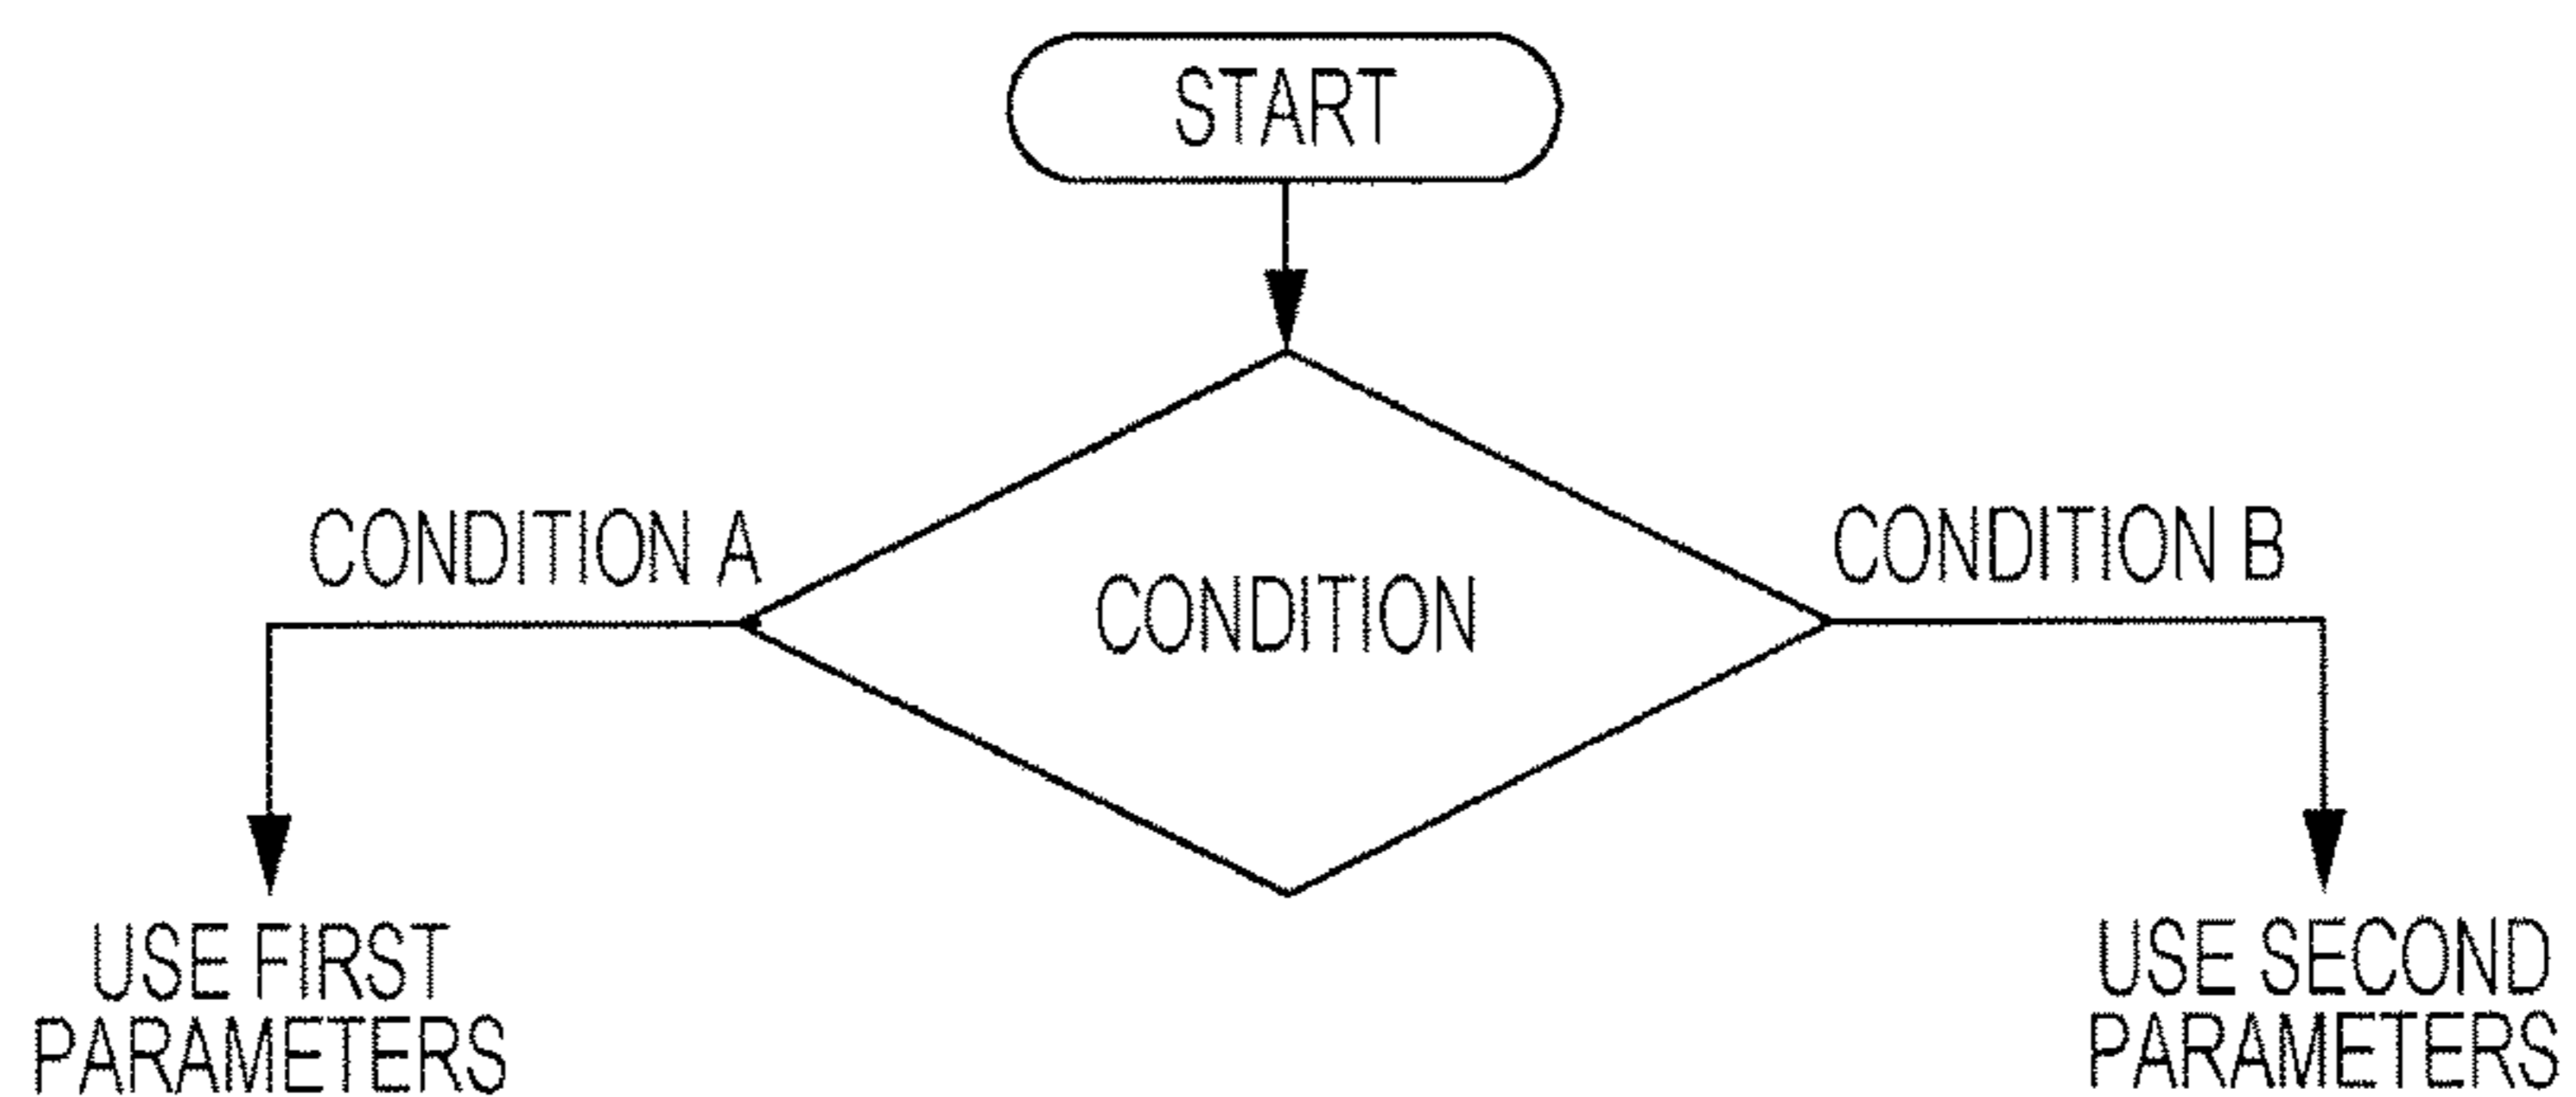 START
CONDITION A
CONDITION
CONDITION B
USE FIRST
PARAMETERS
USE SECOND
PARAMETERS